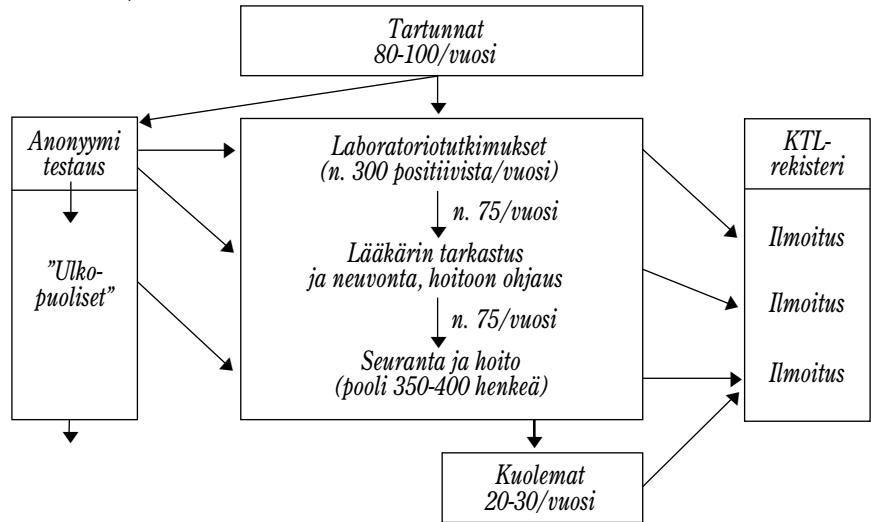 Tartunnat
80-100/vuosi
Anonyymi
testaus
"Ulko-
puoliset"
Laboratoriotutkimukset
(n. 300 positiivista/vuosi)
n. 75/vuosi
Lääkärin tarkastus
ja neuvonta, hoitoon ohjaus
n. 75/vuosi
Seuranta ja hoito
(pooli 350-400 henkeä)
KTL-
rekisteri
Ilmoitus
Ilmoitus
Ilmoitus
Kuolemat
20-30/vuosi